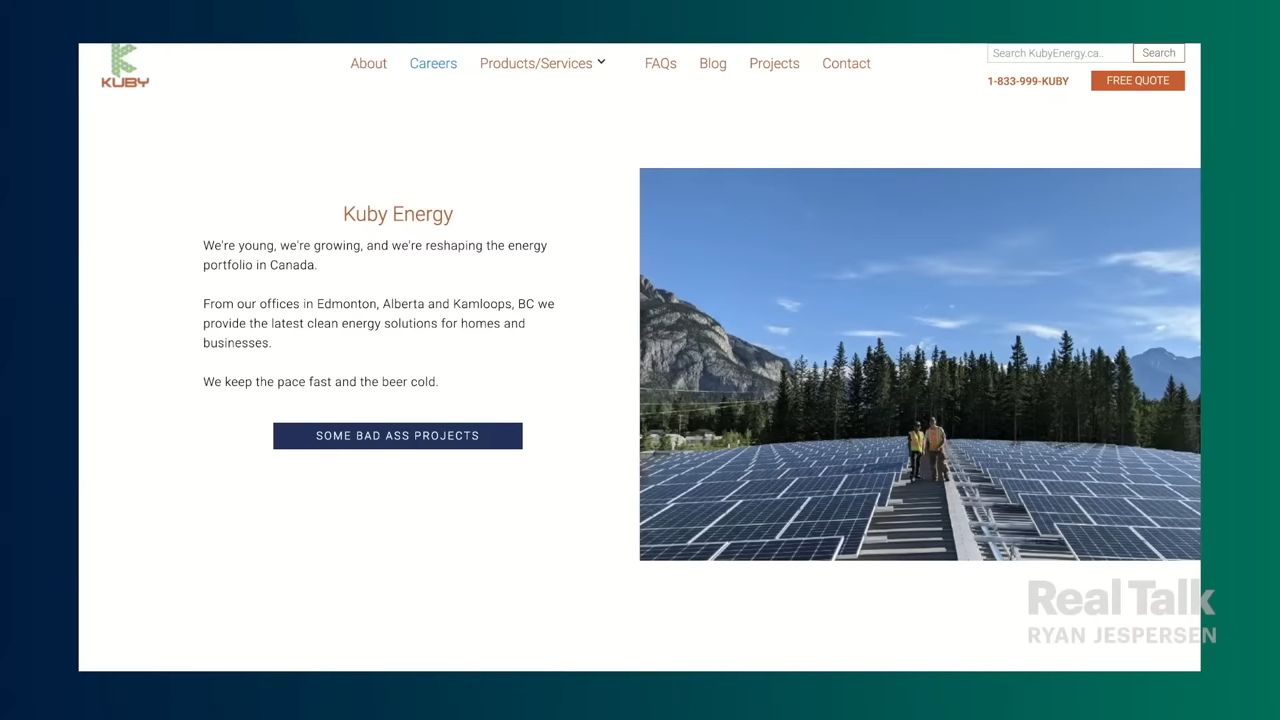 KUBY
About Careers Products/Services FAQs Blog Projects Contact
Search KubyEnergy.ca.. Search
1-833-999-KUBY FREE QUOTE
Kuby Energy
We're young, we're growing, and we're reshaping the energy
portfolio in Canada.
From our offices in Edmonton, Alberta and Kamloops, BC we
provide the latest clean energy solutions for homes and
businesses.
We keep the pace fast and the beer cold.
SOME BAD ASS PROJECTS
Real Talk
RYAN JESPERSEN